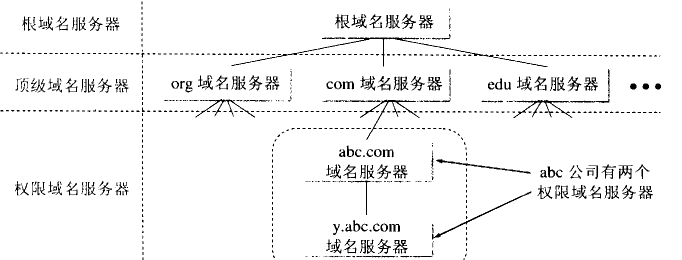 根域名服务器
根域名服务器
顶级域名服务器
org 域名服务器
com 域名服务器
edu 域名服务器
•••
权限域名服务器
abc.com
域名服务器
y.abc.com
域名服务器
abc 公司有两个
权限域名服务器